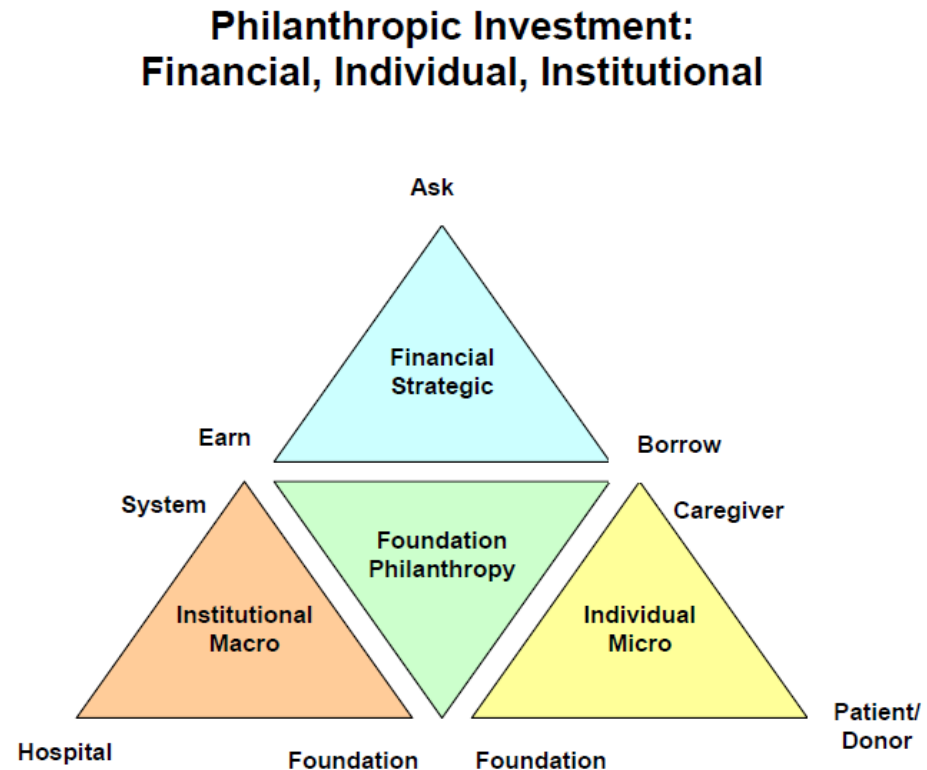 Philanthropic Investment:
Financial, Individual, Institutional
Ask
Financial
Strategic
Earn
Borrow
System
Caregiver
Foundation
Philanthropy
Institutional
Macro
Individual
Micro
Patient/
Donor
Hospital
Foundation
Foundation